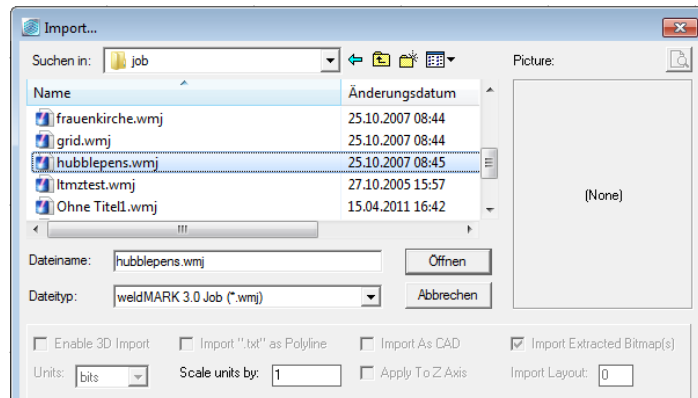 Import...
Suchen in: job
Picture:
Name Änderungsdatum
frauenkirche.wmj 25.10.2007 08:44
grid.wmj 25.10.2007 08:44
hubblepens.wmj 25.10.2007 08:45
ltmztest.wmj 27.10.2005 15:57
Ohne Titel1.wmj 15.04.2011 16:42
(None)
Dateiname: hubblepens.wmj Öffnen
Dateityp: weldMARK 3.0 Job (*.wmj) Abbrechen
Enable 3D Import Import ".txt" as Polyline Import As CAD Import Extracted Bitmap(s)
Units: bits Scale units by: 1 Apply To Z Axis Import Layout: 0